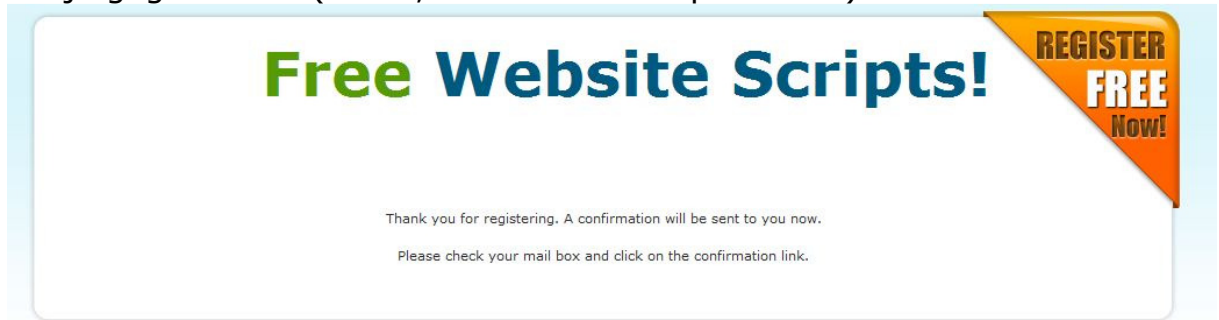 Free Website Scripts!
REGISTER
FREE
Now!
Thank you for registering. A confirmation will be sent to you now.
Please check your mail box and click on the confirmation link.